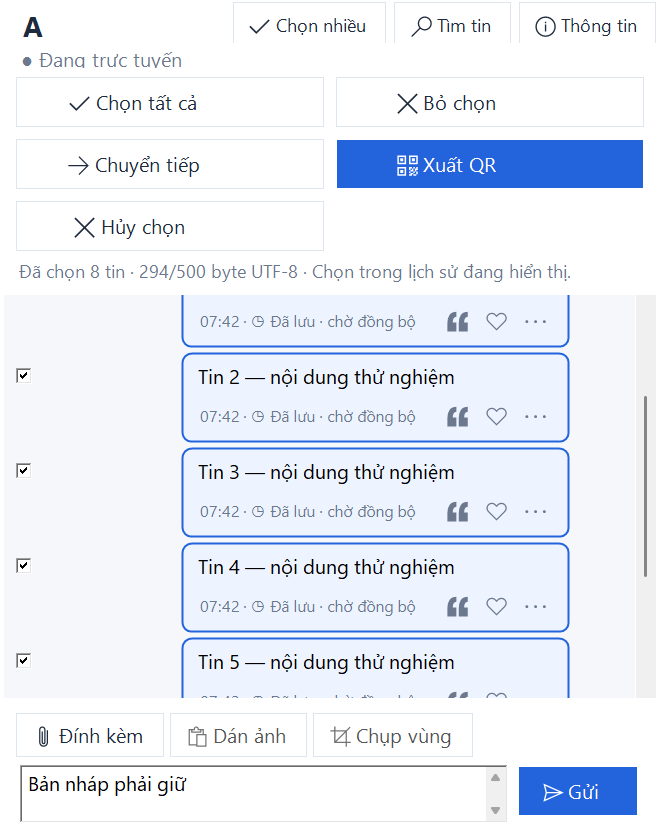 A
Chọn nhiều
Tìm tin
Thông tin
● Đang trực tuyến
Chọn tất cả
Bỏ chọn
Chuyển tiếp
Xuất QR
Hủy chọn
Đã chọn 8 tin · 294/500 byte UTF-8 · Chọn trong lịch sử đang hiển thị.
07:42 · Đã lưu · chờ đồng bộ
Tin 2 — nội dung thử nghiệm
07:42 · Đã lưu · chờ đồng bộ
Tin 3 — nội dung thử nghiệm
07:42 · Đã lưu · chờ đồng bộ
Tin 4 — nội dung thử nghiệm
07:42 · Đã lưu · chờ đồng bộ
Tin 5 — nội dung thử nghiệm
Đính kèm
Dán ảnh
Chụp vùng
Bản nháp phải giữ
Gửi